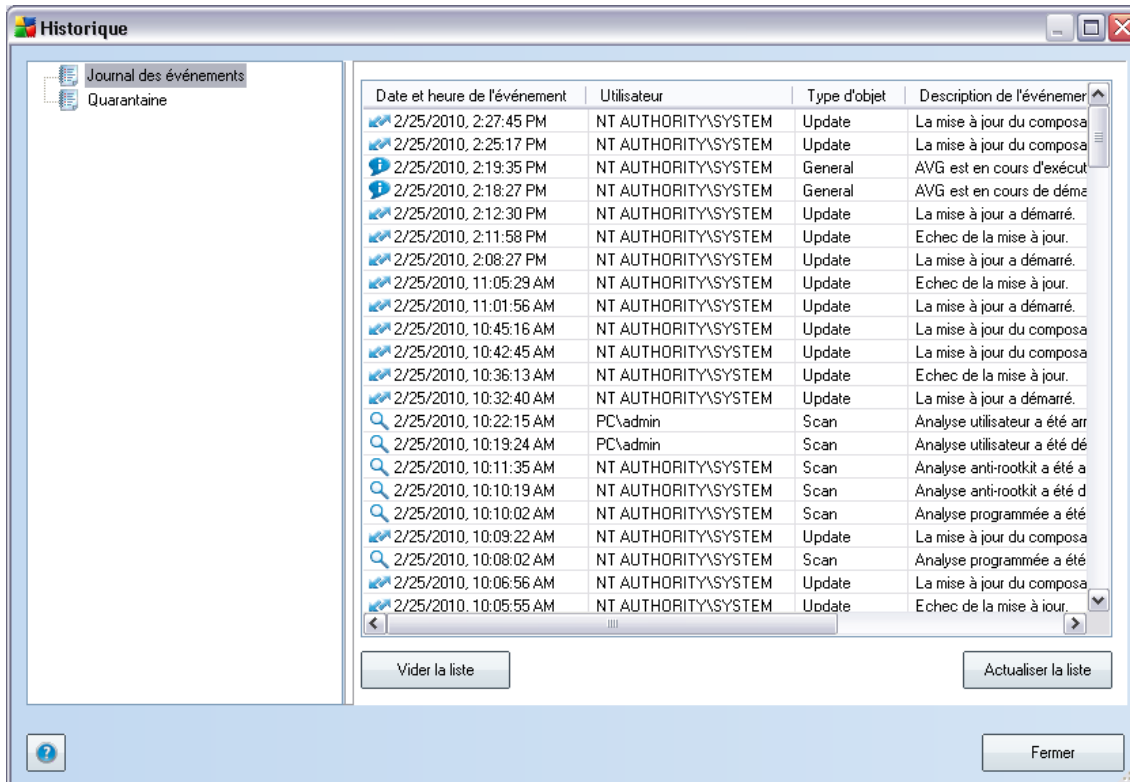 Historique
Journal des événements
Quarantaine
Date et heure de l'événement Utilisateur Type d'objet Description de l'événemer
2/25/2010, 2:27:45 PM NT AUTHORITY\SYSTEM Update La mise à jour du composa
2/25/2010, 2:25:17 PM NT AUTHORITY\SYSTEM Update La mise à jour du composa
2/25/2010, 2:19:35 PM NT AUTHORITY\SYSTEM General AVG est en cours d'exécut
2/25/2010, 2:18:27 PM NT AUTHORITY\SYSTEM General AVG est en cours de déma
2/25/2010, 2:12:30 PM NT AUTHORITY\SYSTEM Update La mise à jour a démarré.
2/25/2010, 2:11:58 PM NT AUTHORITY\SYSTEM Update Echec de la mise à jour.
2/25/2010, 2:08:27 PM NT AUTHORITY\SYSTEM Update La mise à jour a démarré.
2/25/2010, 11:05:29 AM NT AUTHORITY\SYSTEM Update Echec de la mise à jour.
2/25/2010, 11:01:56 AM NT AUTHORITY\SYSTEM Update La mise à jour a démarré.
2/25/2010, 10:45:16 AM NT AUTHORITY\SYSTEM Update La mise à jour du composa
2/25/2010, 10:42:45 AM NT AUTHORITY\SYSTEM Update La mise à jour du composa
2/25/2010, 10:36:13 AM NT AUTHORITY\SYSTEM Update Echec de la mise à jour.
2/25/2010, 10:32:40 AM NT AUTHORITY\SYSTEM Update La mise à jour a démarré.
2/25/2010, 10:22:15 AM PC\admin Scan Analyse utilisateur a été arr
2/25/2010, 10:19:24 AM PC\admin Scan Analyse utilisateur a été dé
2/25/2010, 10:11:35 AM NT AUTHORITY\SYSTEM Scan Analyse anti-rootkit a été a
2/25/2010, 10:10:19 AM NT AUTHORITY\SYSTEM Scan Analyse anti-rootkit a été d
2/25/2010, 10:10:02 AM NT AUTHORITY\SYSTEM Scan Analyse programmée a été
2/25/2010, 10:09:22 AM NT AUTHORITY\SYSTEM Update La mise à jour du composa
2/25/2010, 10:08:02 AM NT AUTHORITY\SYSTEM Scan Analyse programmée a été
2/25/2010, 10:06:56 AM NT AUTHORITY\SYSTEM Update La mise à jour du composa
2/25/2010, 10:05:55 AM NT AUTHORITY\SYSTEM Update Echec de la mise à jour.
Vider la liste Actualiser la liste
Fermer